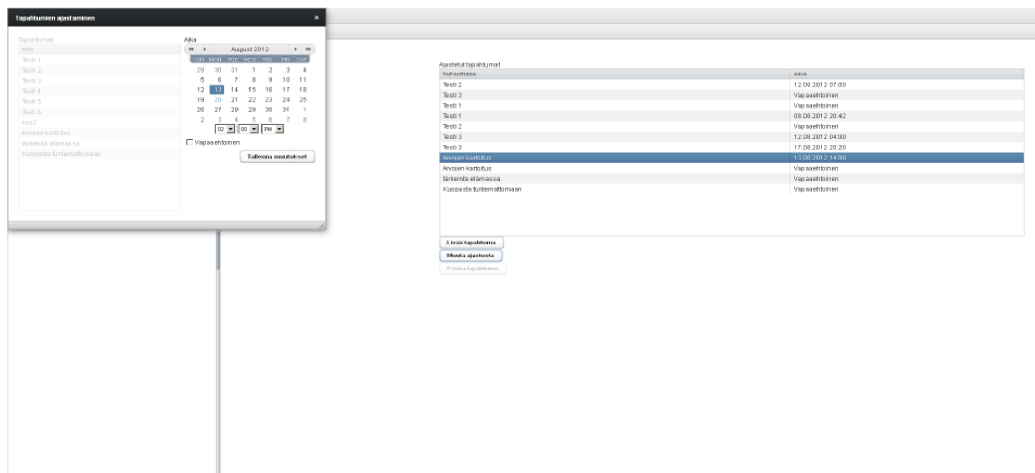 Tapahtumien ajastaminen
Tapahtumat
Testi 1
Testi 2
Testi 3
Testi 4
Testi 5
Testi 6
Arvojen kartoitus
tärkeintä elämässä
Kuopasta tuntemattomaan
Aika
August 2012
SUN MON TUE WED THU FRI SAT
29 30 31 1 2 3 4
5 6 7 8 9 10 11
12 13 14 15 16 17 18
19 20 21 22 23 24 25
26 27 28 29 30 31 1
2 3 4 5 6 7 8
02 : 00 PM
Vapaaehtoinen
Tallenna muutokset
Ajastetut tapahtumat
TAPAHTUMA AIKA
Testi 2 12.08.2012 07:00
Testi 3 Vapaaehtoinen
Testi 1 Vapaaehtoinen
Testi 1 08.08.2012 20:42
Testi 2 Vapaaehtoinen
Testi 3 12.08.2012 04:00
Testi 3 17.08.2012 20:20
Arvojen kartoitus 13.08.2012 14:00
Arvojen kartoitus Vapaaehtoinen
tärkeintä elämässä Vapaaehtoinen
Kuopasta tuntemattomaan Vapaaehtoinen
Lisää tapahtuma
Muuta ajastusta
Poista tapahtuma